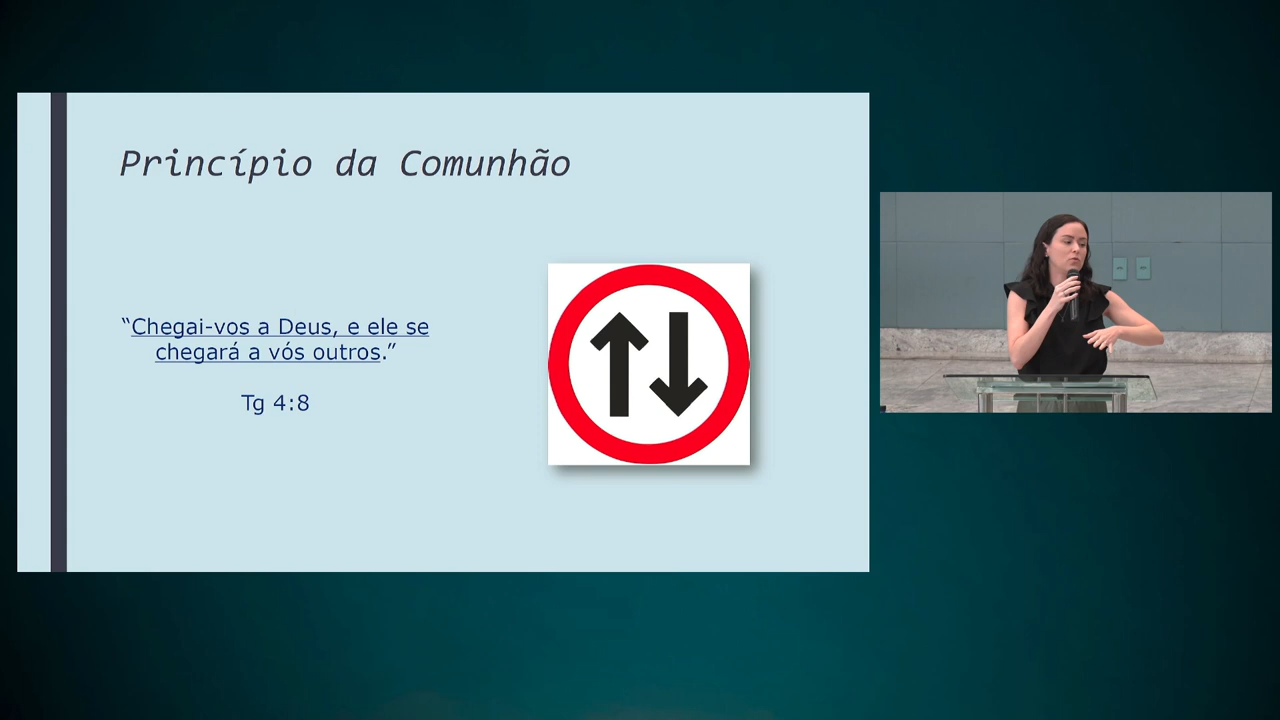 Princípio da Comunhão
“Chegai-vos a Deus, e ele se
chegará a vós outros.”
Tg 4:8